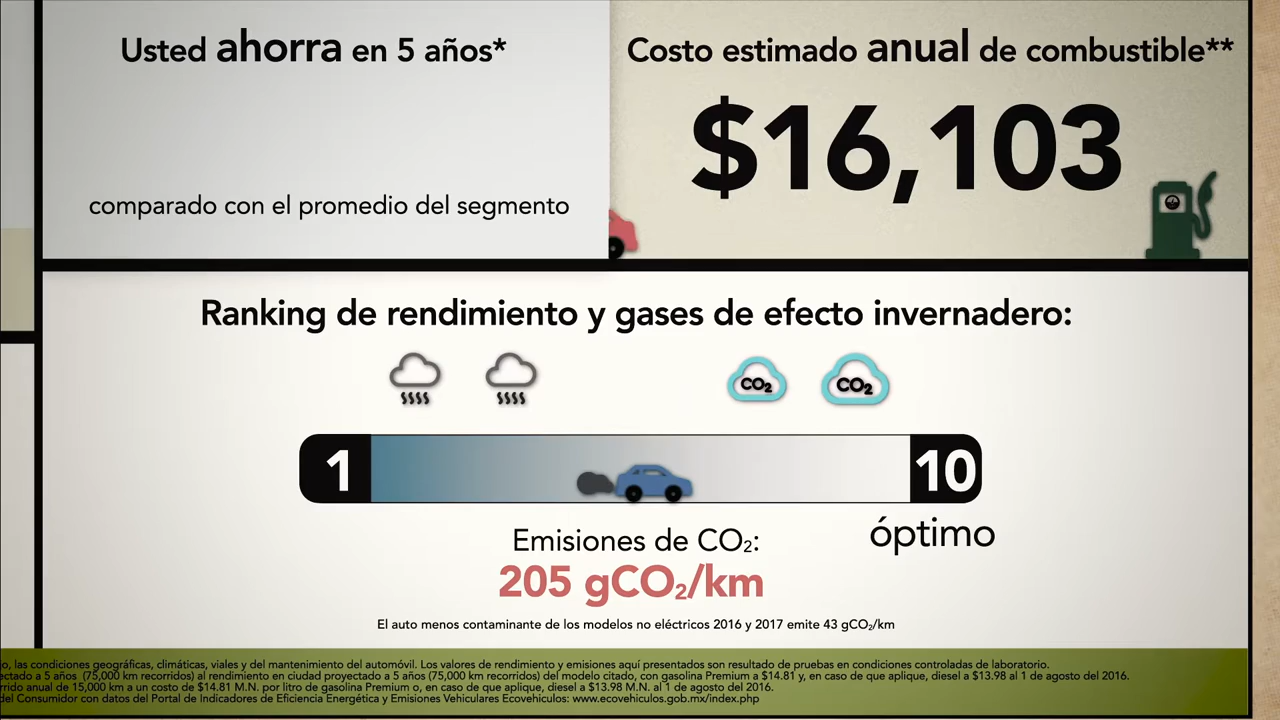 Usted ahorra en 5 años*
comparado con el promedio del segmento
Costo estimado anual de combustible**
$16,103
Ranking de rendimiento y gases de efecto invernadero:
CO₂ CO₂
1 10
óptimo
Emisiones de CO₂:
205 gCO₂/km
El auto menos contaminante de los modelos no eléctricos 2016 y 2017 emite 43 gCO₂/km
las condiciones geográficas, climáticas, viales y del mantenimiento del automóvil. Los valores de rendimiento y emisiones aquí presentados son resultado de pruebas en condiciones controladas de laboratorio.
a 5 años (75,000 km recorridos) al rendimiento en ciudad proyectado a 5 años (75,000 km recorridos) del modelo citado, con gasolina Premium a $14.81 y, en caso de que aplique, diesel a $13.98 al 1 de agosto del 2016.
anual de 15,000 km a un costo de $14.81 M.N. por litro de gasolina Premium o, en caso de que aplique, diesel a $13.98 M.N. al 1 de agosto del 2016.
del Consumidor con datos del Portal de Indicadores de Eficiencia Energética y Emisiones Vehiculares Ecovehiculos: www.ecovehiculos.gob.mx/index.php